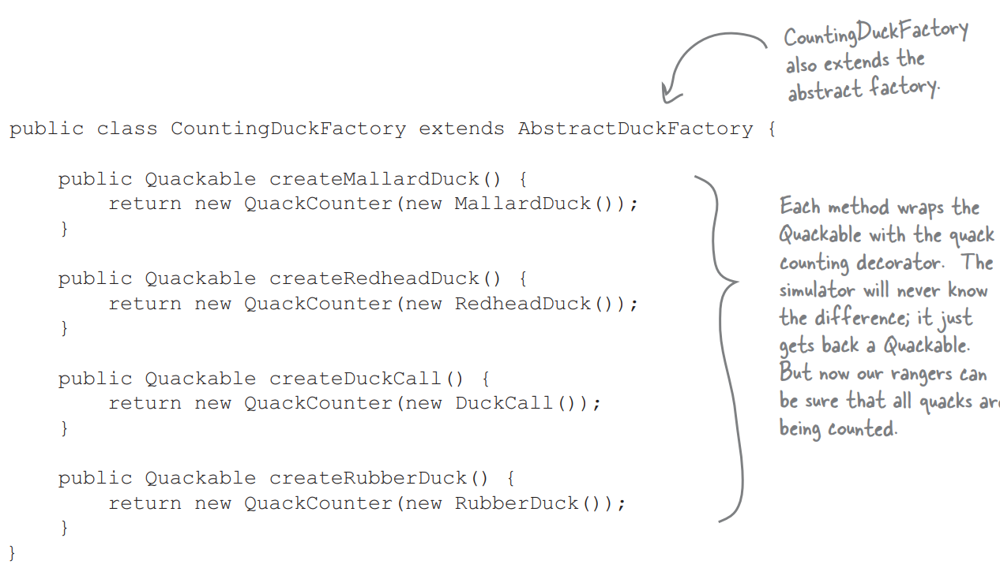 CountingDuckFactory
also extends the
abstract factory.
public class CountingDuckFactory extends AbstractDuckFactory {
public Quackable createMallardDuck() {
return new QuackCounter(new MallardDuck());
}
public Quackable createRedheadDuck() {
return new QuackCounter(new RedheadDuck());
}
public Quackable createDuckCall() {
return new QuackCounter(new DuckCall());
}
public Quackable createRubberDuck() {
return new QuackCounter(new RubberDuck());
}
}
Each method wraps the
Quackable with the quack
counting decorator. The
simulator will never know
the difference; it just
gets back a Quackable.
But now our rangers can
be sure that all quacks are
being counted.